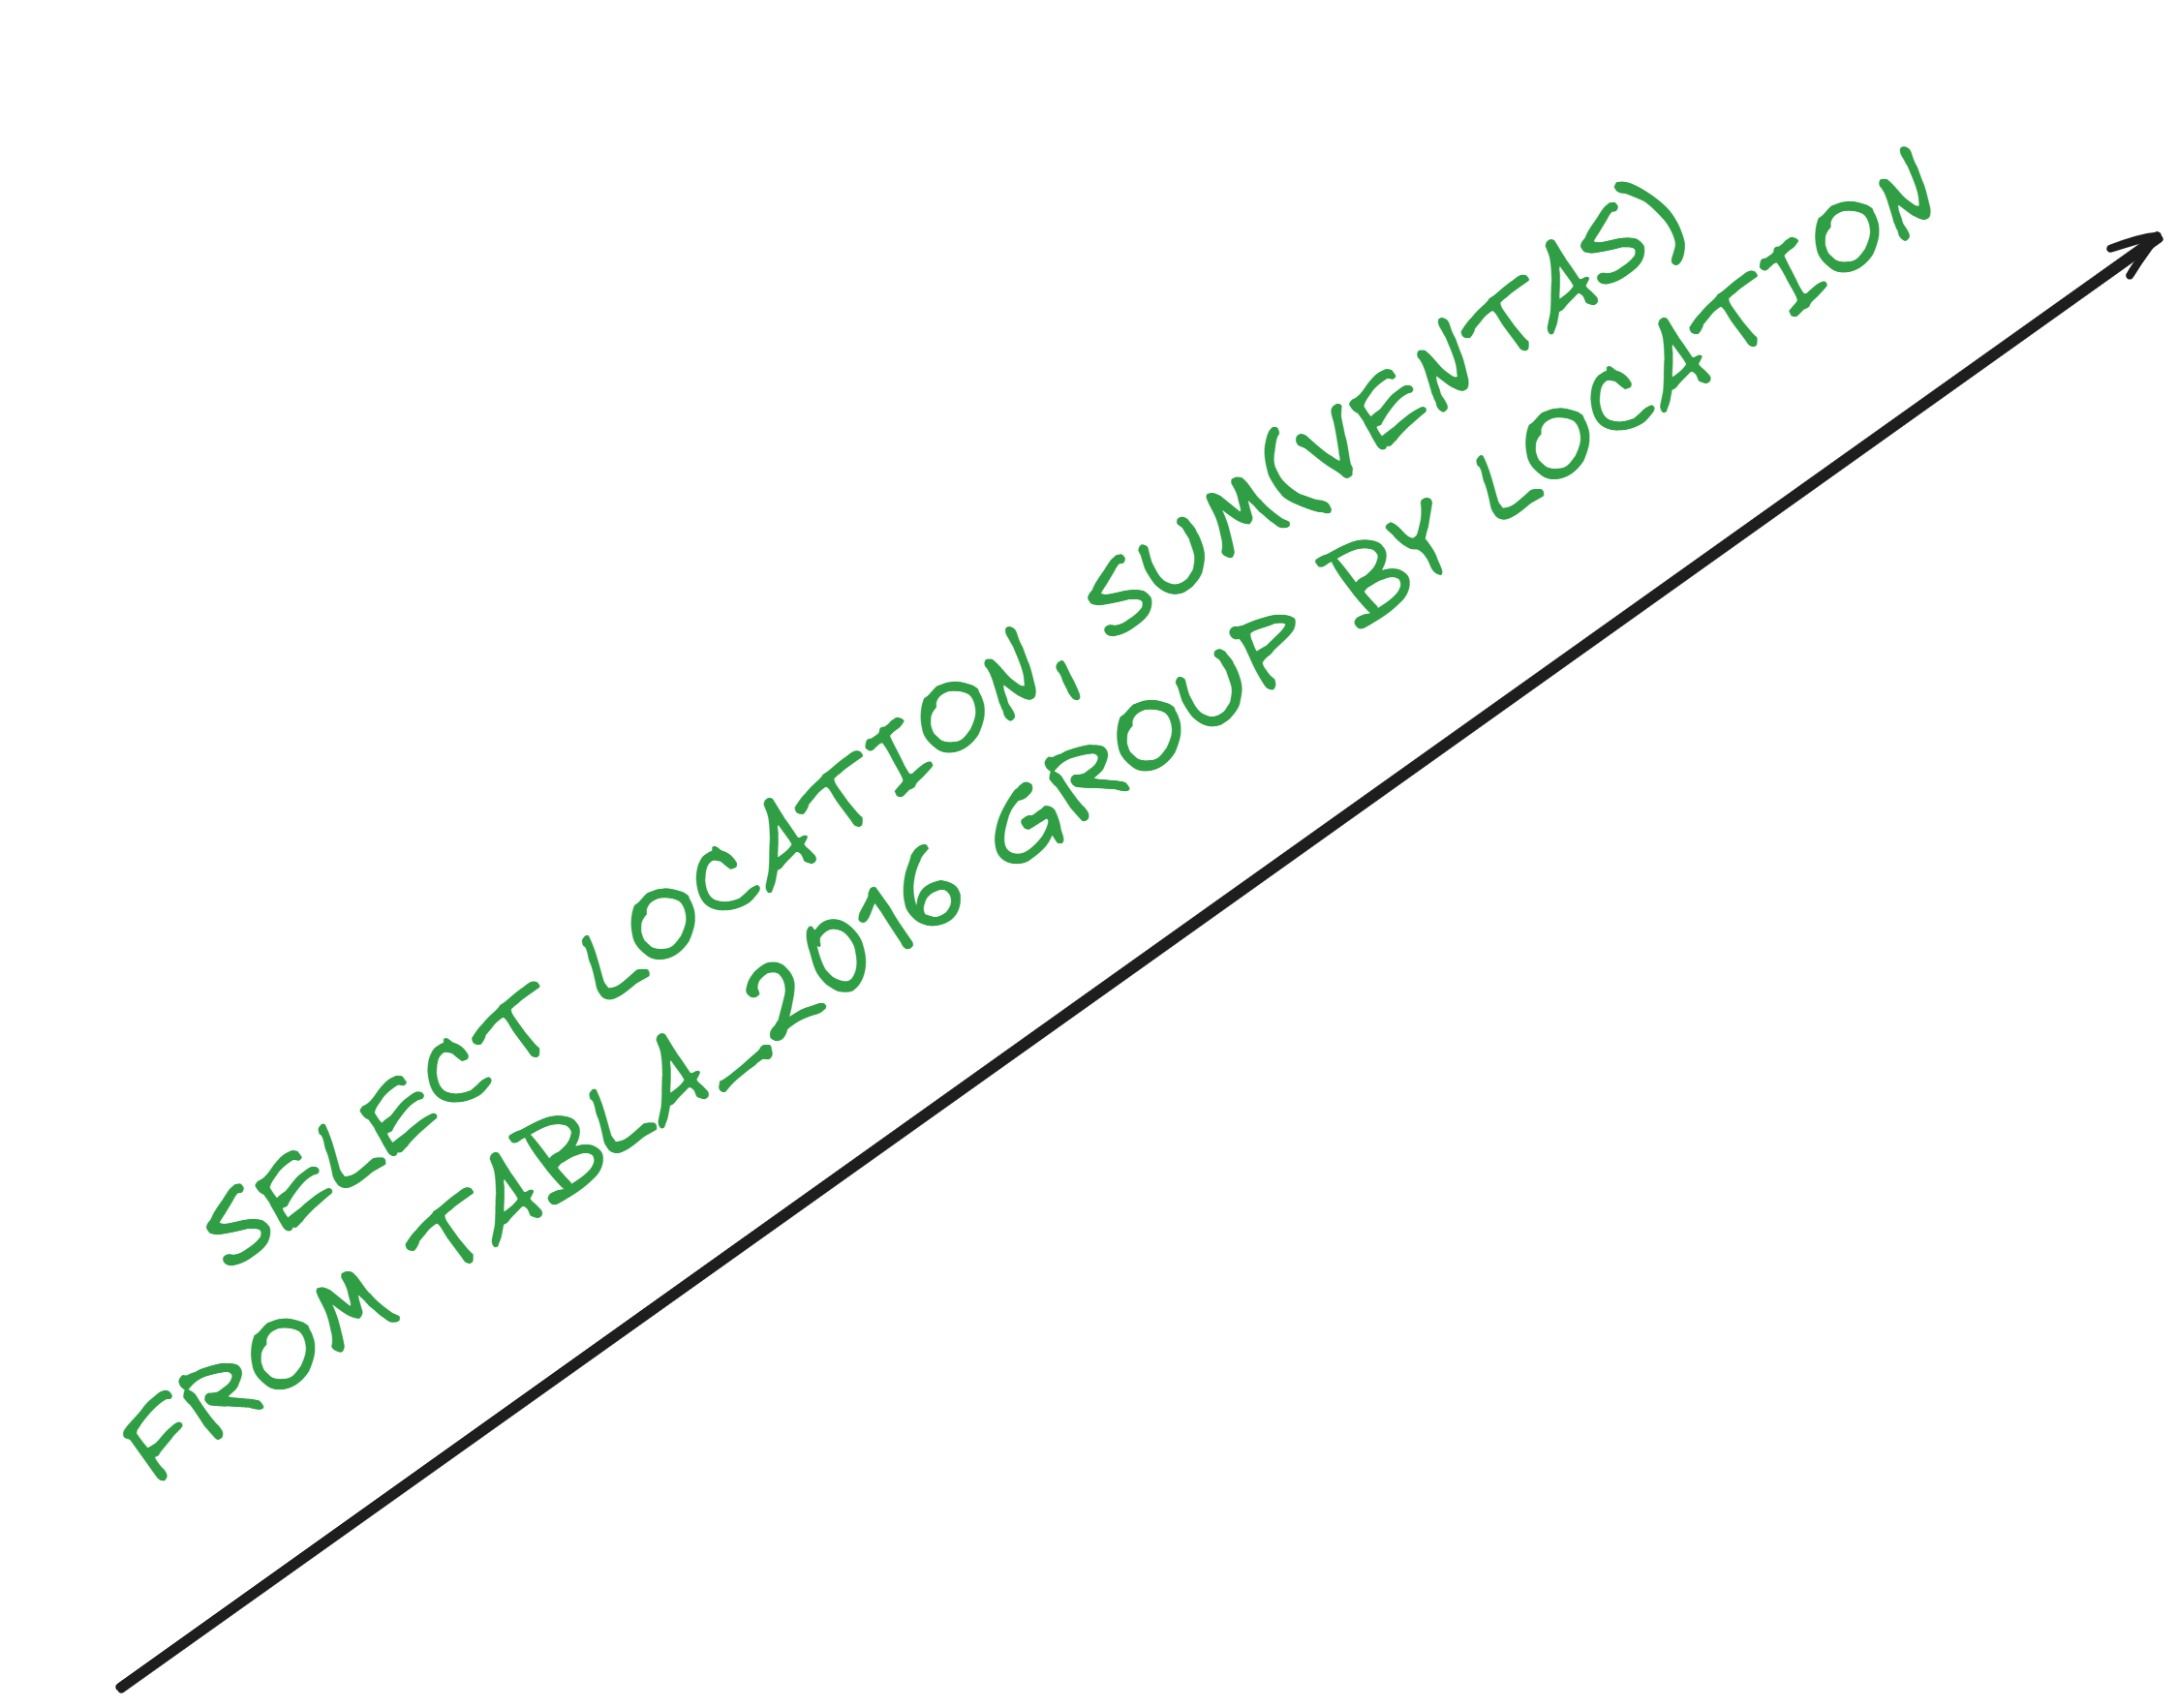 SELECT LOCATION, SUM(VENTAS)
FROM TABLA_2016 GROUP BY LOCATION